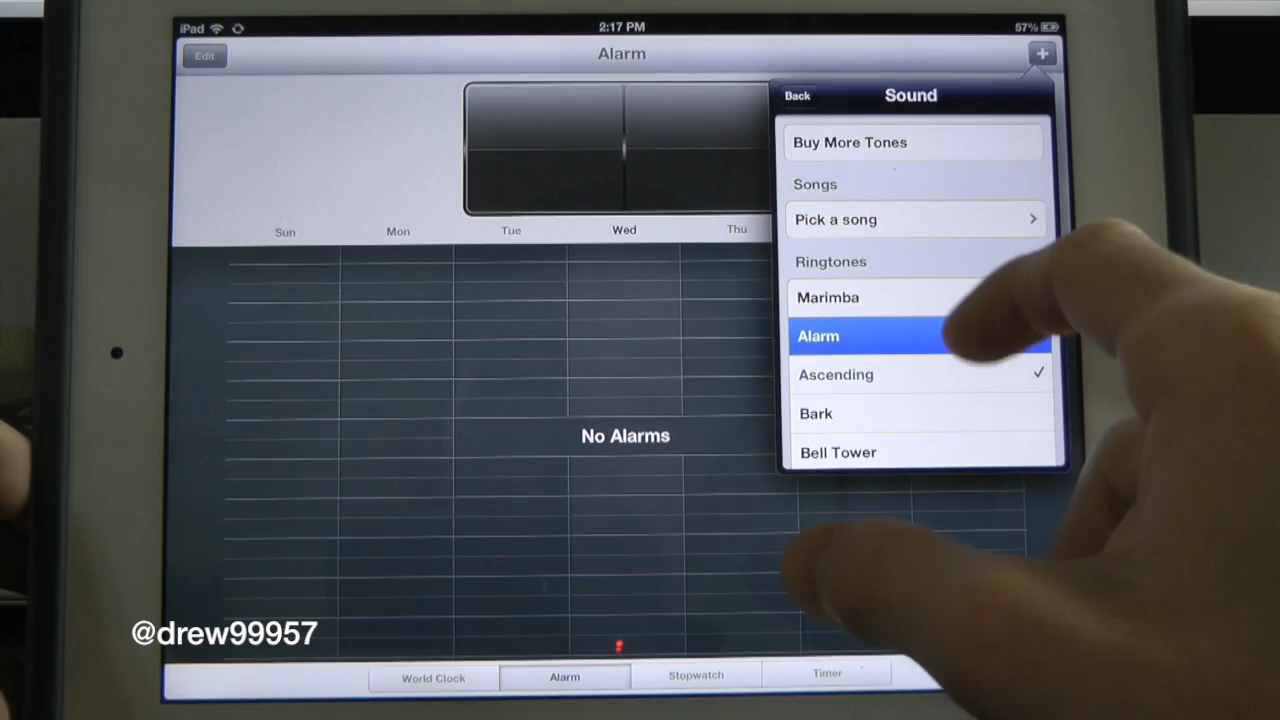 iPad 2:17 PM 57%
Edit Alarm +
Back Sound
Buy More Tones
Songs
Pick a song
Ringtones
Marimba
Alarm
Ascending
Bark
Bell Tower
Sun Mon Tue Wed Thu
No Alarms
@drew99957
World Clock Alarm Stopwatch Timer